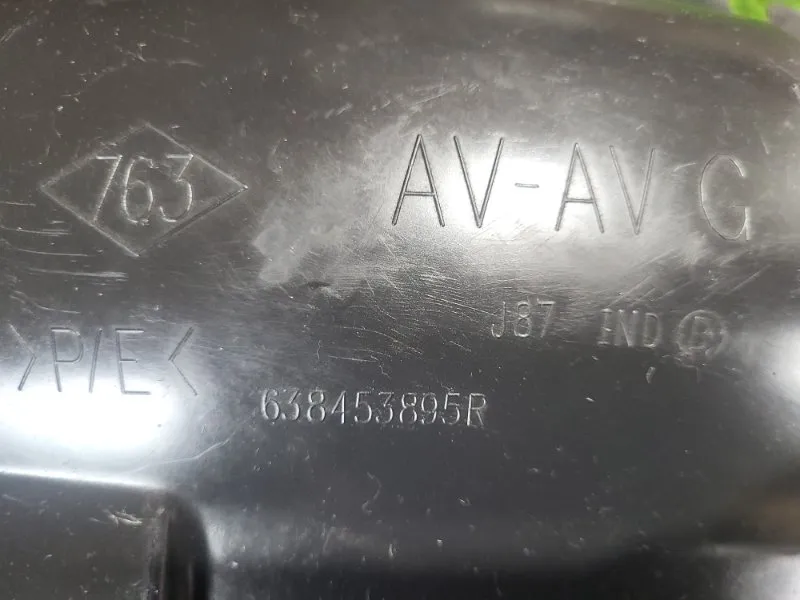 763
AV-AV G
J87 IND B
>P/E<
638453895R